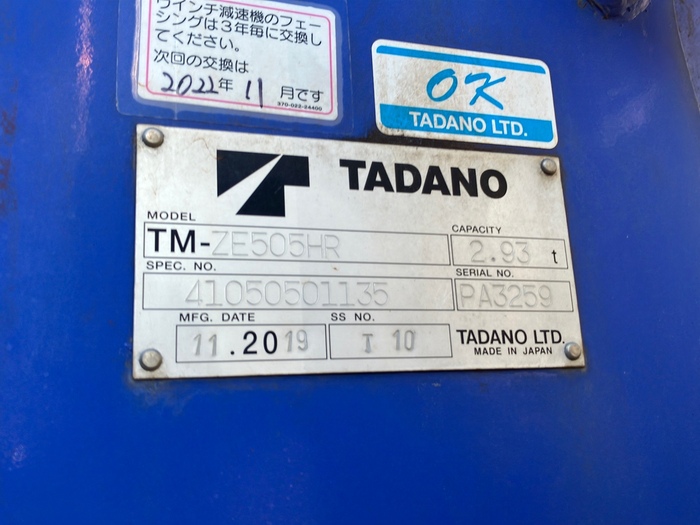 ウインチ減速機のフェー
シングは3年毎に交換し
てください。
次回の交換は
2022年 11 月です
370-022-24400
OK
TADANO LTD.
TADANO
MODEL
TM-ZE505HR
CAPACITY
2.93 t
SPEC. NO.
41050501135
SERIAL NO.
PA3259
MFG. DATE
11.2019
SS NO.
T 10
TADANO LTD.
MADE IN JAPAN